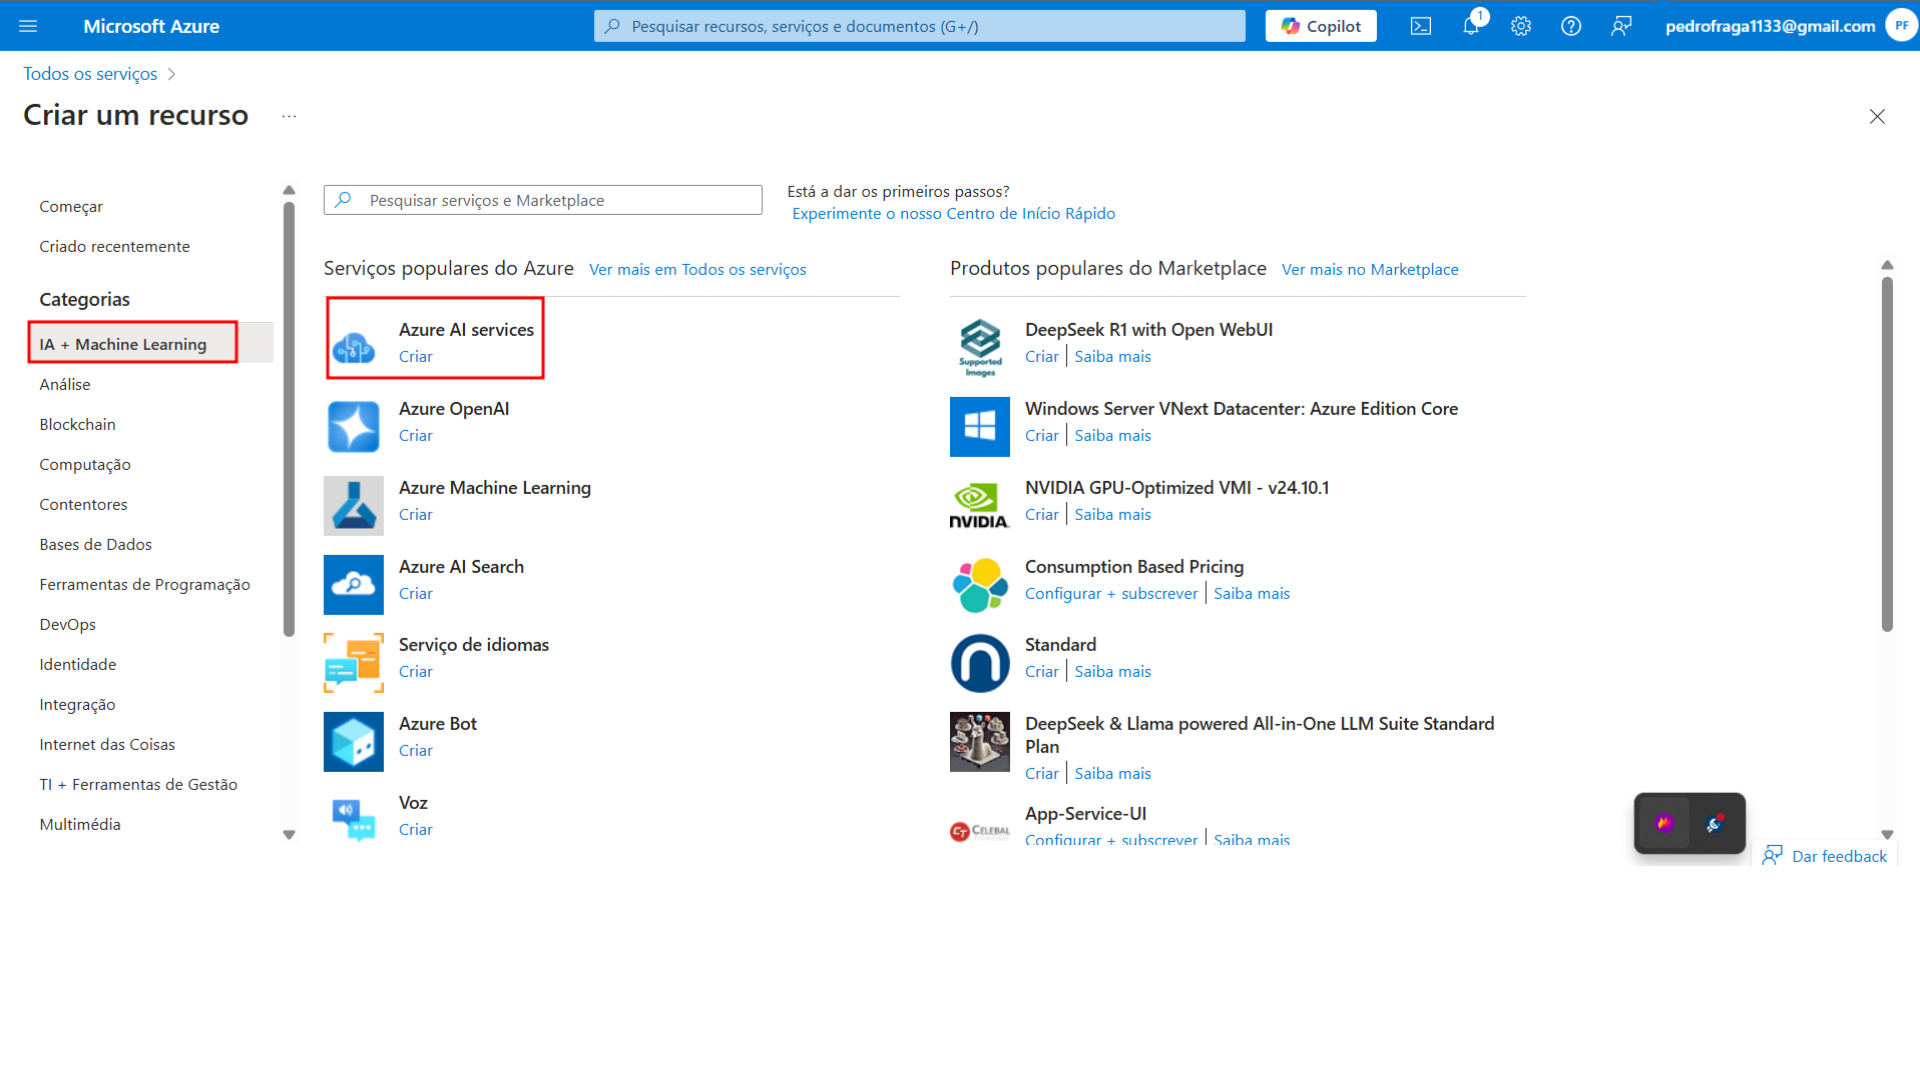 Microsoft Azure
Pesquisar recursos, serviços e documentos (G+/)
Copilot
1
pedrofraga1133@gmail.com
PF
Todos os serviços
Criar um recurso
...
Começar
Criado recentemente
Categorias
IA + Machine Learning
Análise
Blockchain
Computação
Contentores
Bases de Dados
Ferramentas de Programação
DevOps
Identidade
Integração
Internet das Coisas
TI + Ferramentas de Gestão
Multimédia
Pesquisar serviços e Marketplace
Está a dar os primeiros passos?
Experimente o nosso Centro de Início Rápido
Serviços populares do Azure
Ver mais em Todos os serviços
Azure AI services
Criar
Azure OpenAI
Criar
Azure Machine Learning
Criar
Azure AI Search
Criar
Serviço de idiomas
Criar
Azure Bot
Criar
Voz
Criar
Produtos populares do Marketplace
Ver mais no Marketplace
Supported
Images
DeepSeek R1 with Open WebUI
Criar | Saiba mais
Windows Server VNext Datacenter: Azure Edition Core
Criar | Saiba mais
NVIDIA
NVIDIA GPU-Optimized VMI - v24.10.1
Criar | Saiba mais
Consumption Based Pricing
Configurar + subscrever | Saiba mais
Standard
Criar | Saiba mais
DeepSeek & Llama powered All-in-One LLM Suite Standard
Plan
Criar | Saiba mais
CT CELEBAL
App-Service-UI
Configurar + subscrever | Saiba mais
Dar feedback